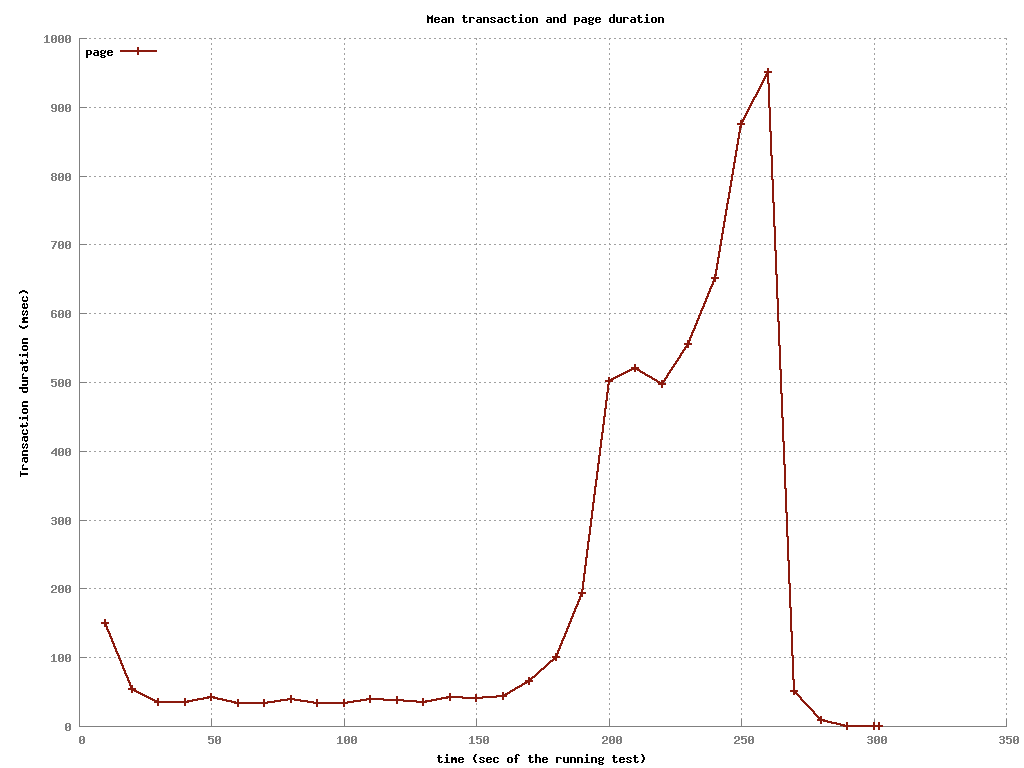 Mean transaction and page duration
page
1000
900
800
700
600
500
400
300
200
100
0
Transaction duration (msec)
0 50 100 150 200 250 300 350
time (sec of the running test)